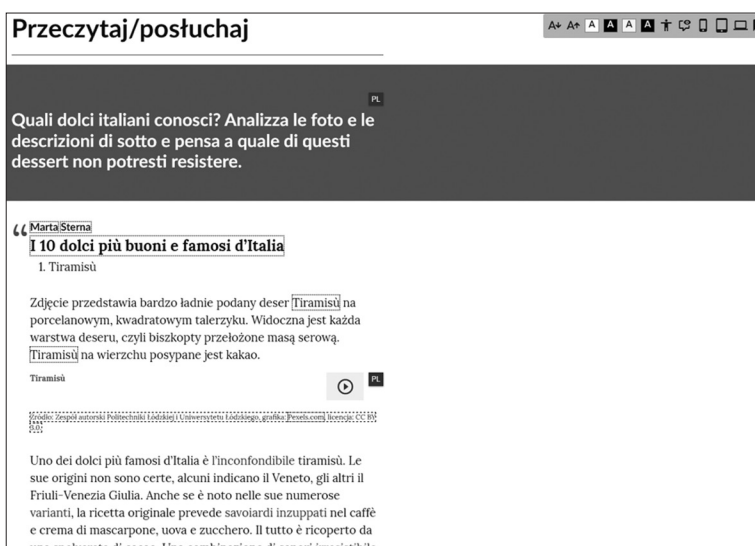 Przeczytaj/posłuchaj
A A A A A A
PL
Quali dolci italiani conosci? Analizza le foto e le
descrizioni di sotto e pensa a quale di questi
dessert non potresti resistere.
“ Marta Sterna
I 10 dolci più buoni e famosi d’Italia
1. Tiramisù
Zdjęcie przedstawia bardzo ładnie podany deser Tiramisù na
porcelanowym, kwadratowym talerzyku. Widoczna jest każda
warstwa deseru, czyli biszkopty przełożone masą serową.
Tiramisù na wierzchu posypane jest kakao.
Tiramisù
PL
Źródło: Zespół autorski Politechniki Łódzkiej i Uniwersytetu Łódzkiego, grafika: Pexels.com, licencja: CC BY
3.0.
Uno dei dolci più famosi d’Italia è l’inconfondibile tiramisù. Le
sue origini non sono certe, alcuni indicano il Veneto, gli altri il
Friuli-Venezia Giulia. Anche se è noto nelle sue numerose
varianti, la ricetta originale prevede savoiardi inzuppati nel caffè
e crema di mascarpone, uova e zucchero. Il tutto è ricoperto da